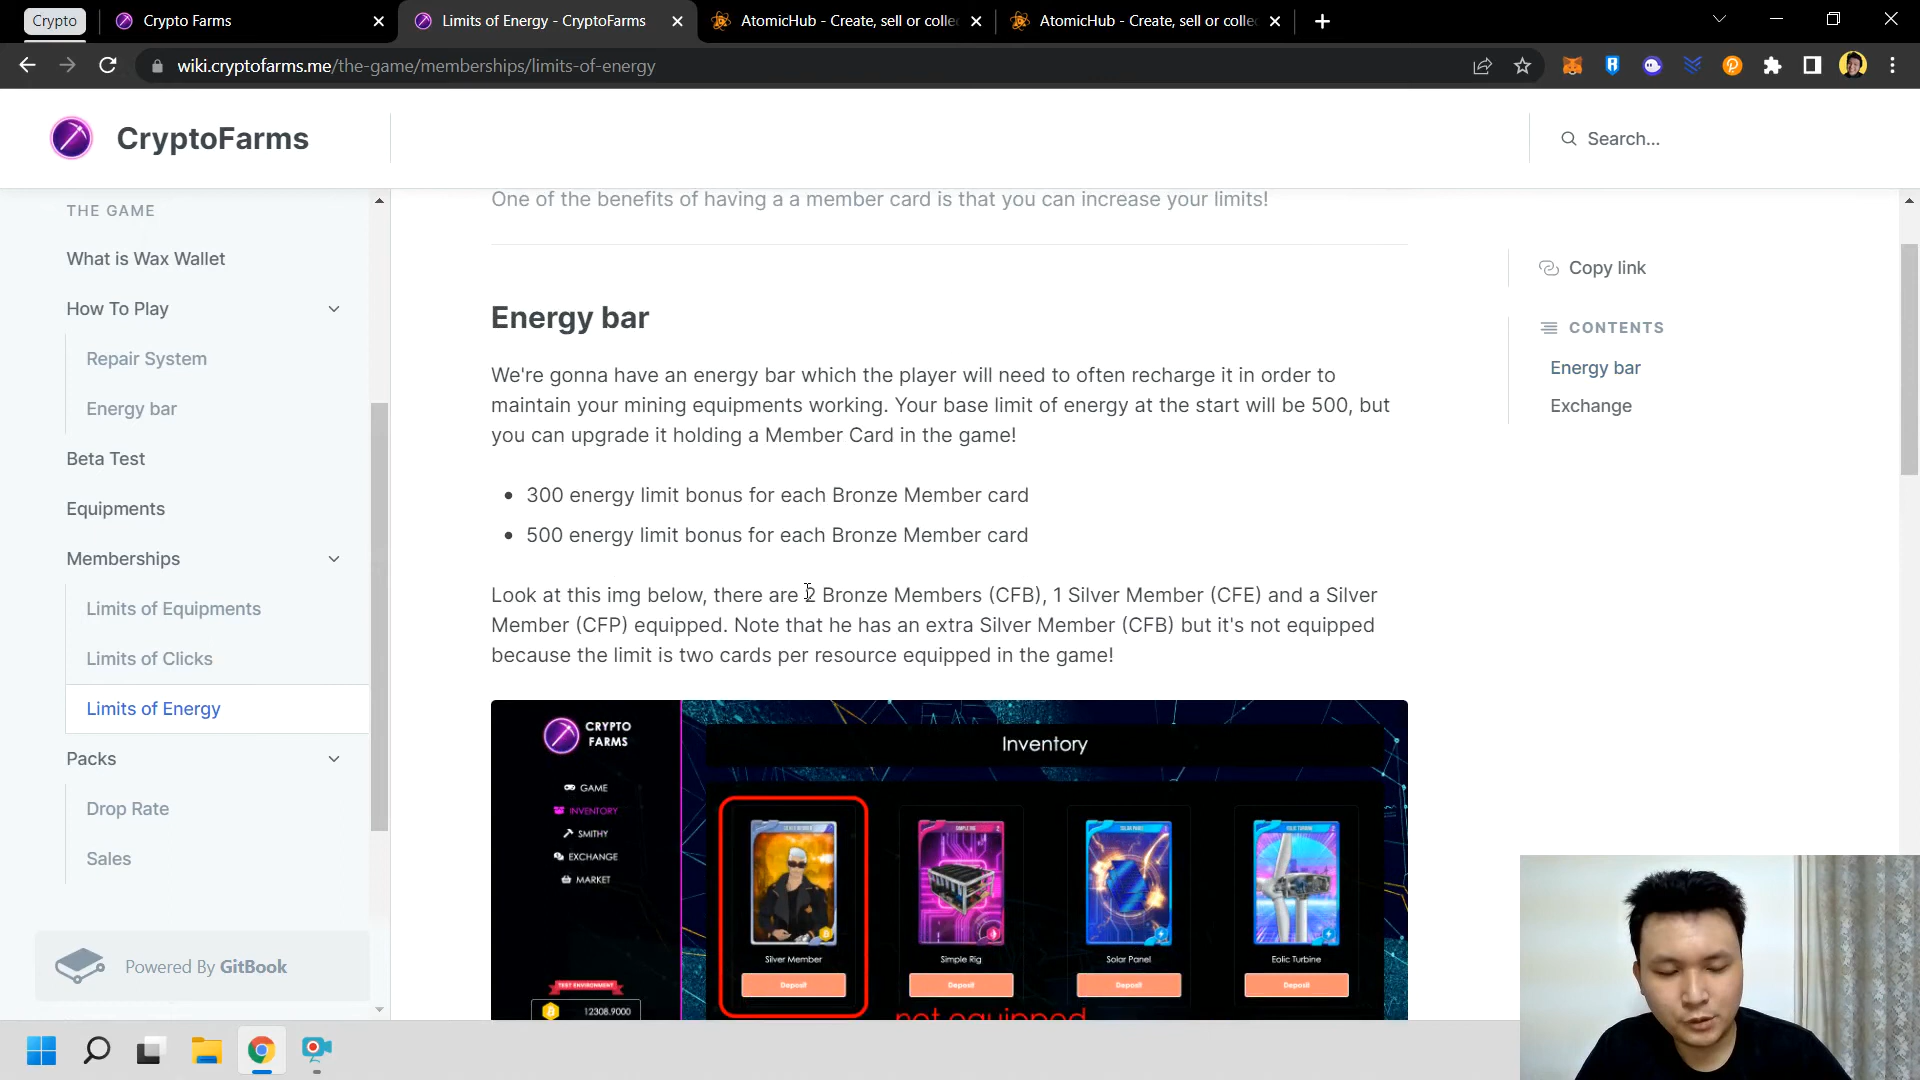 Crypto
Crypto Farms
Limits of Energy - CryptoFarms
AtomicHub - Create, sell or colle
AtomicHub - Create, sell or colle
wiki.cryptofarms.me/the-game/memberships/limits-of-energy
CryptoFarms
Search...
THE GAME
What is Wax Wallet
How To Play
Repair System
Energy bar
Beta Test
Equipments
Memberships
Limits of Equipments
Limits of Clicks
Limits of Energy
Packs
Drop Rate
Sales
Powered By GitBook
One of the benefits of having a a member card is that you can increase your limits!
Energy bar
We're gonna have an energy bar which the player will need to often recharge it in order to
maintain your mining equipments working. Your base limit of energy at the start will be 500, but
you can upgrade it holding a Member Card in the game!
• 300 energy limit bonus for each Bronze Member card
• 500 energy limit bonus for each Bronze Member card
Look at this img below, there are 2 Bronze Members (CFB), 1 Silver Member (CFE) and a Silver
Member (CFP) equipped. Note that he has an extra Silver Member (CFB) but it's not equipped
because the limit is two cards per resource equipped in the game!
CRYPTO
FARMS
GAME
INVENTORY
SMITHY
EXCHANGE
MARKET
TEST ENVIRONMENT
12308.9000
Inventory
SILVER MEMBER
SIMPLE RIG
SOLAR PANEL
EOLIC TURBINE
Silver Member
Simple Rig
Solar Panel
Eolic Turbine
Deposit
Deposit
Deposit
Deposit
not equipped
Copy link
CONTENTS
Energy bar
Exchange